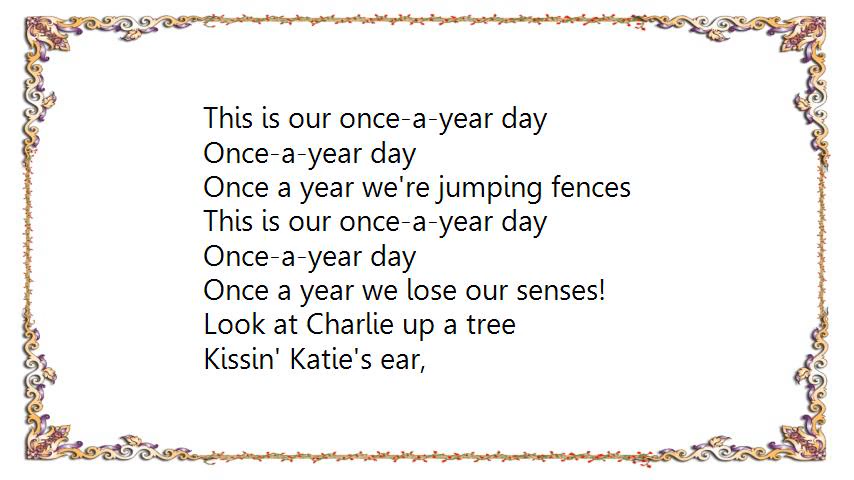 This is our once-a-year day
Once-a-year day
Once a year we're jumping fences
This is our once-a-year day
Once-a-year day
Once a year we lose our senses!
Look at Charlie up a tree
Kissin' Katie's ear,